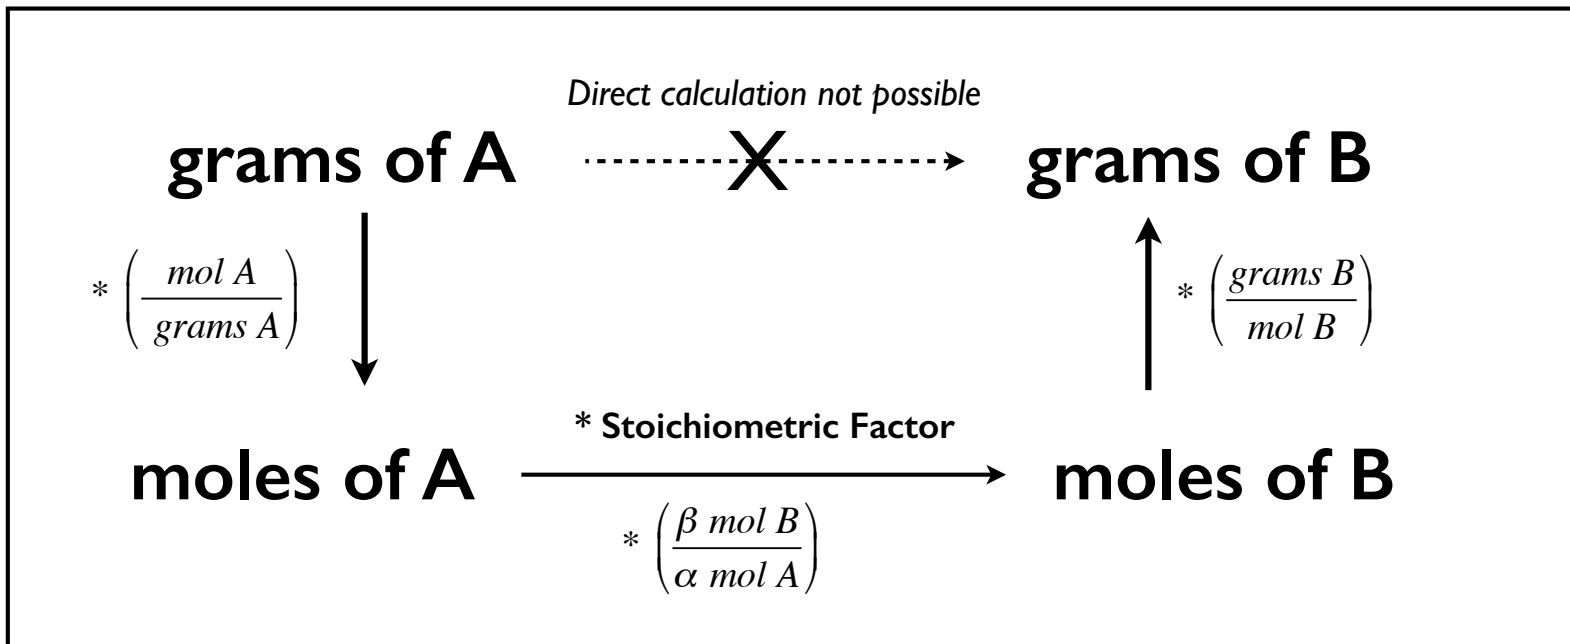 Direct calculation not possible
grams of A X grams of B
* (mol A / grams A) * (grams B / mol B)
* Stoichiometric Factor
moles of A moles of B
* (β mol B / α mol A)